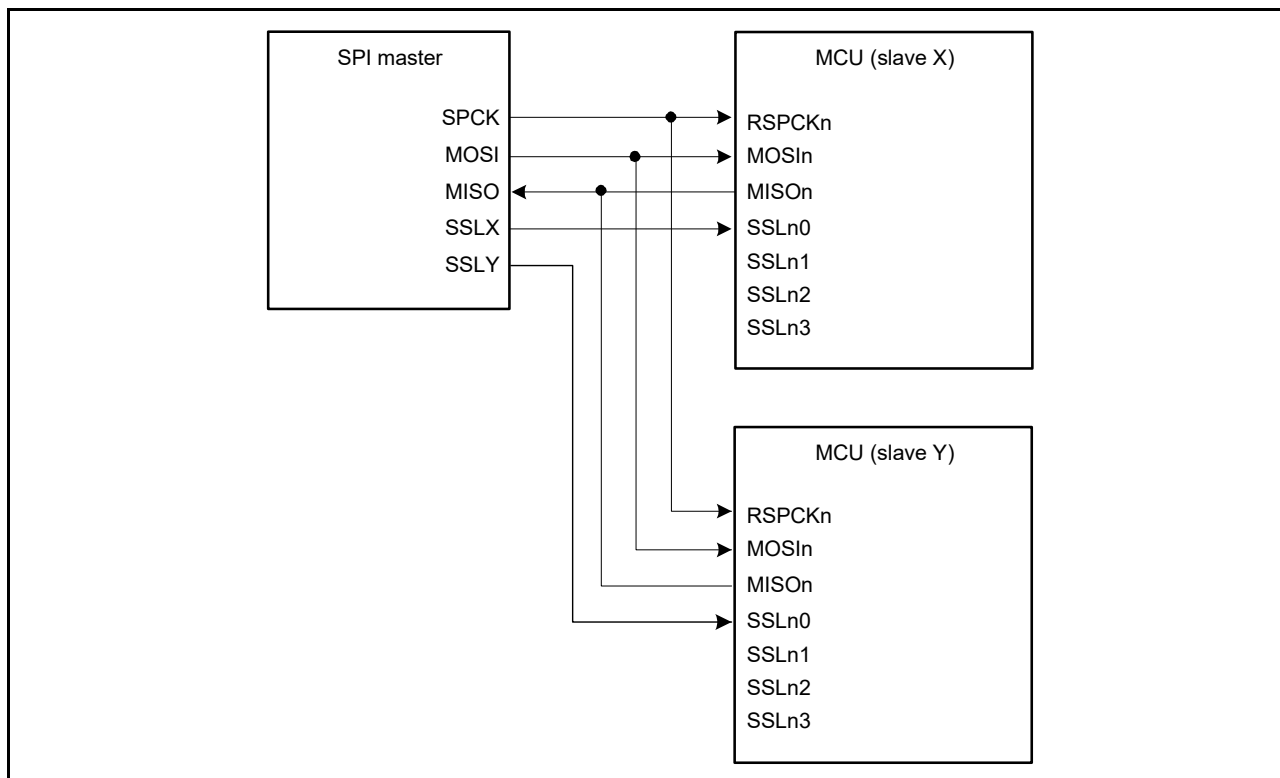 SPI master
SPCK
MOSI
MISO
SSLX
SSLY
MCU (slave X)
RSPCKn
MOSIn
MISOn
SSLn0
SSLn1
SSLn2
SSLn3
MCU (slave Y)
RSPCKn
MOSIn
MISOn
SSLn0
SSLn1
SSLn2
SSLn3